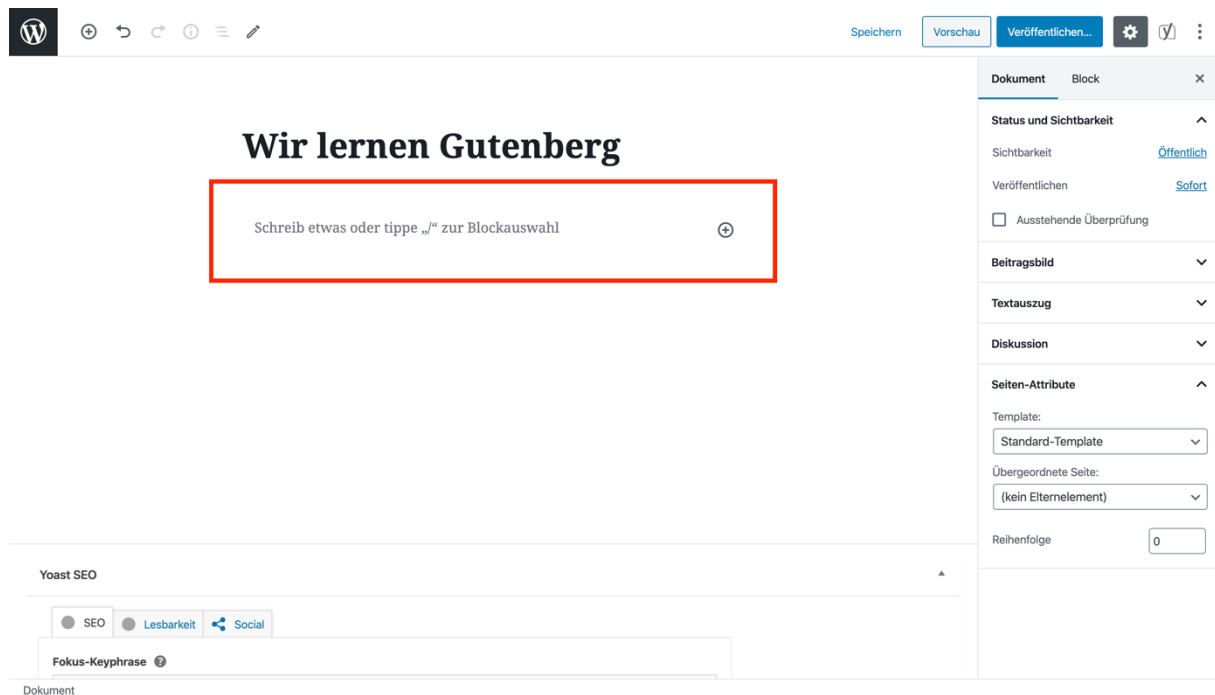 Speichern Vorschau Veröffentlichen...
Dokument Block
Wir lernen Gutenberg
Schreib etwas oder tippe „/“ zur Blockauswahl
Status und Sichtbarkeit
Sichtbarkeit Öffentlich
Veröffentlichen Sofort
Ausstehende Überprüfung
Beitragsbild
Textauszug
Diskussion
Seiten-Attribute
Template:
Standard-Template
Übergeordnete Seite:
(kein Elternelement)
Reihenfolge 0
Yoast SEO
SEO Lesbarkeit Social
Fokus-Keyphrase
Dokument